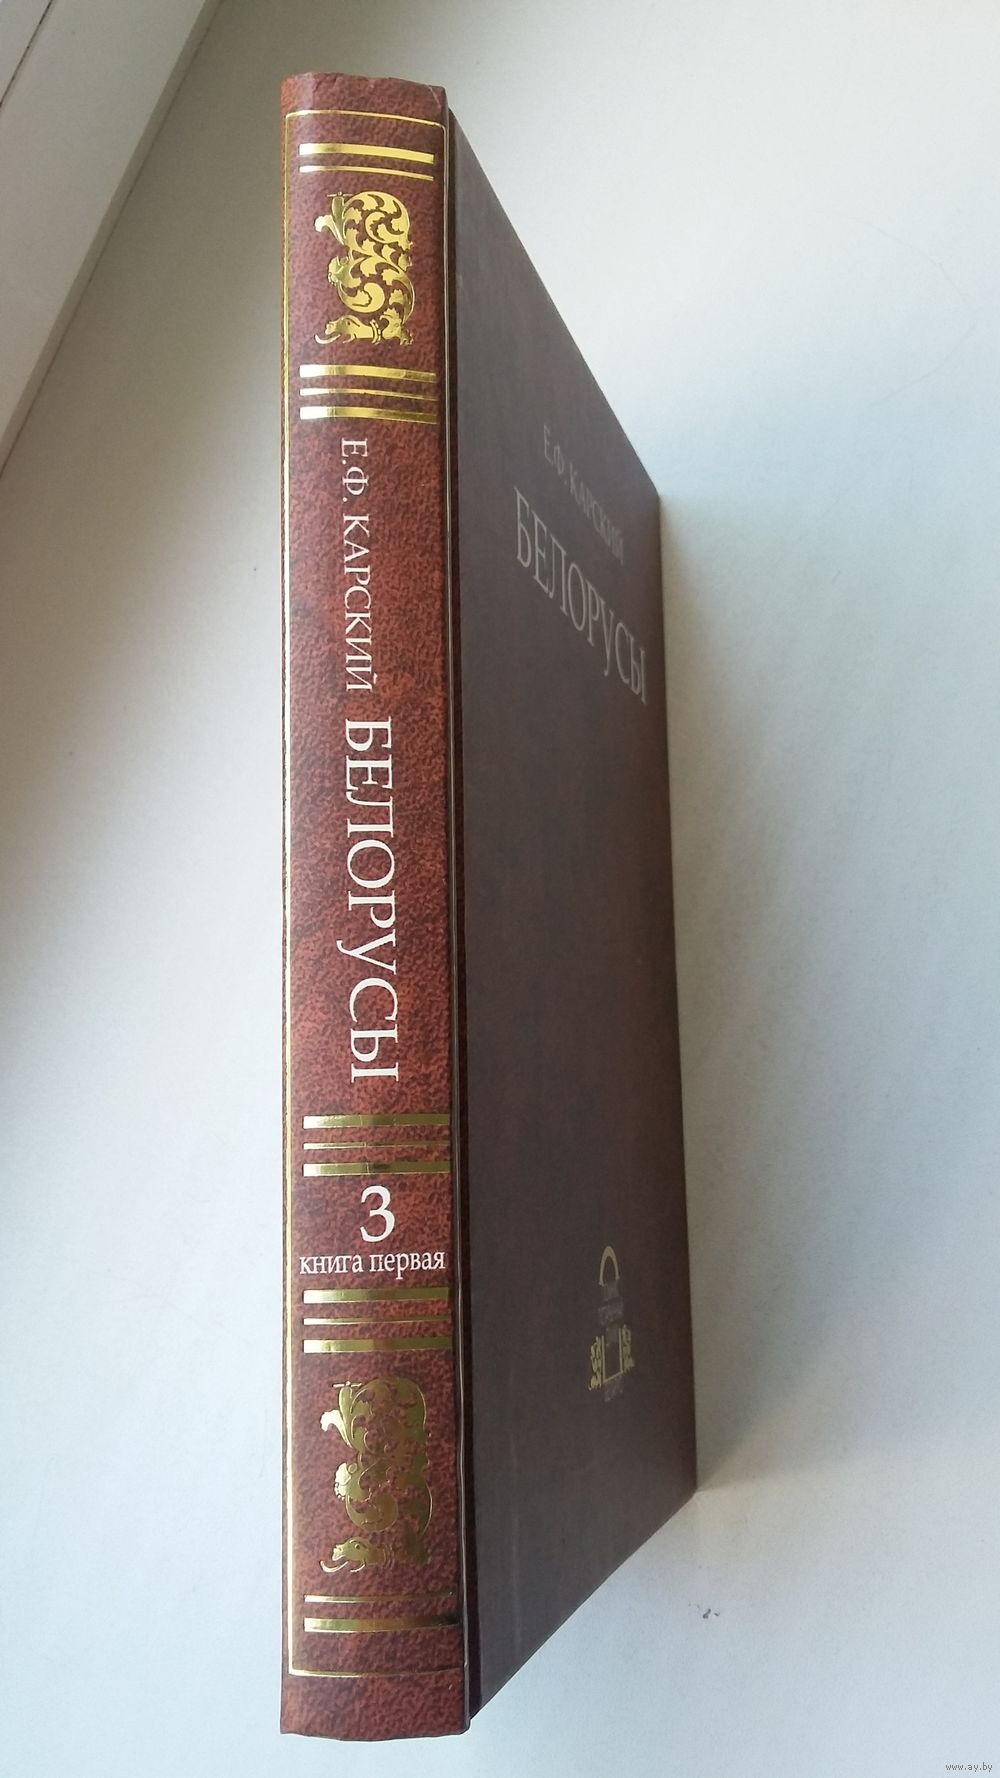 Е.Ф. КАРСКИЙ БЕЛОРУСЫ
3
книга первая
Е.Ф. КАРСКИЙ
БЕЛОРУСЫ
www.ay.by